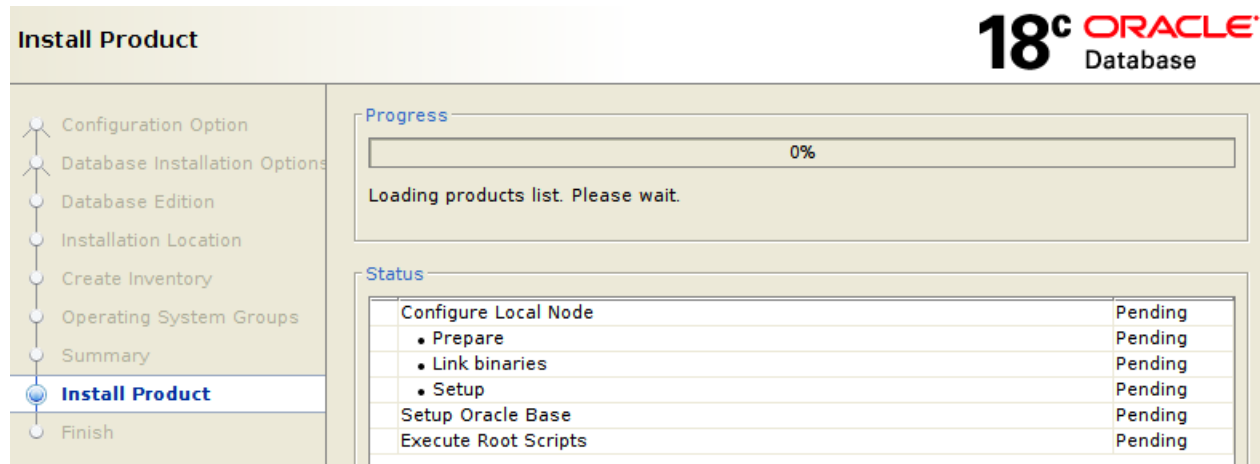 Install Product
18c ORACLE
Database
Configuration Option
Database Installation Options
Database Edition
Installation Location
Create Inventory
Operating System Groups
Summary
Install Product
Finish
Progress
0%
Loading products list. Please wait.
Status
Configure Local Node Pending
• Prepare Pending
• Link binaries Pending
• Setup Pending
Setup Oracle Base Pending
Execute Root Scripts Pending